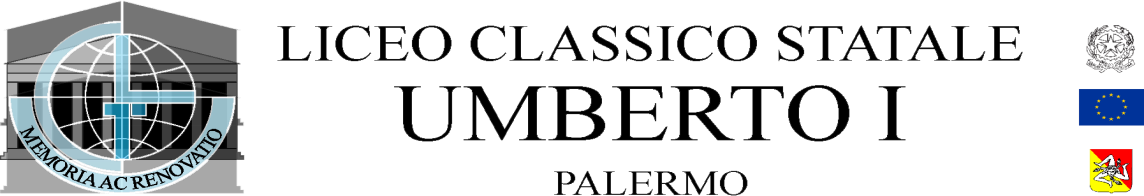 LICEO CLASSICO STATALE
UMBERTO I
PALERMO
MEMORIA AC RENOVATIO